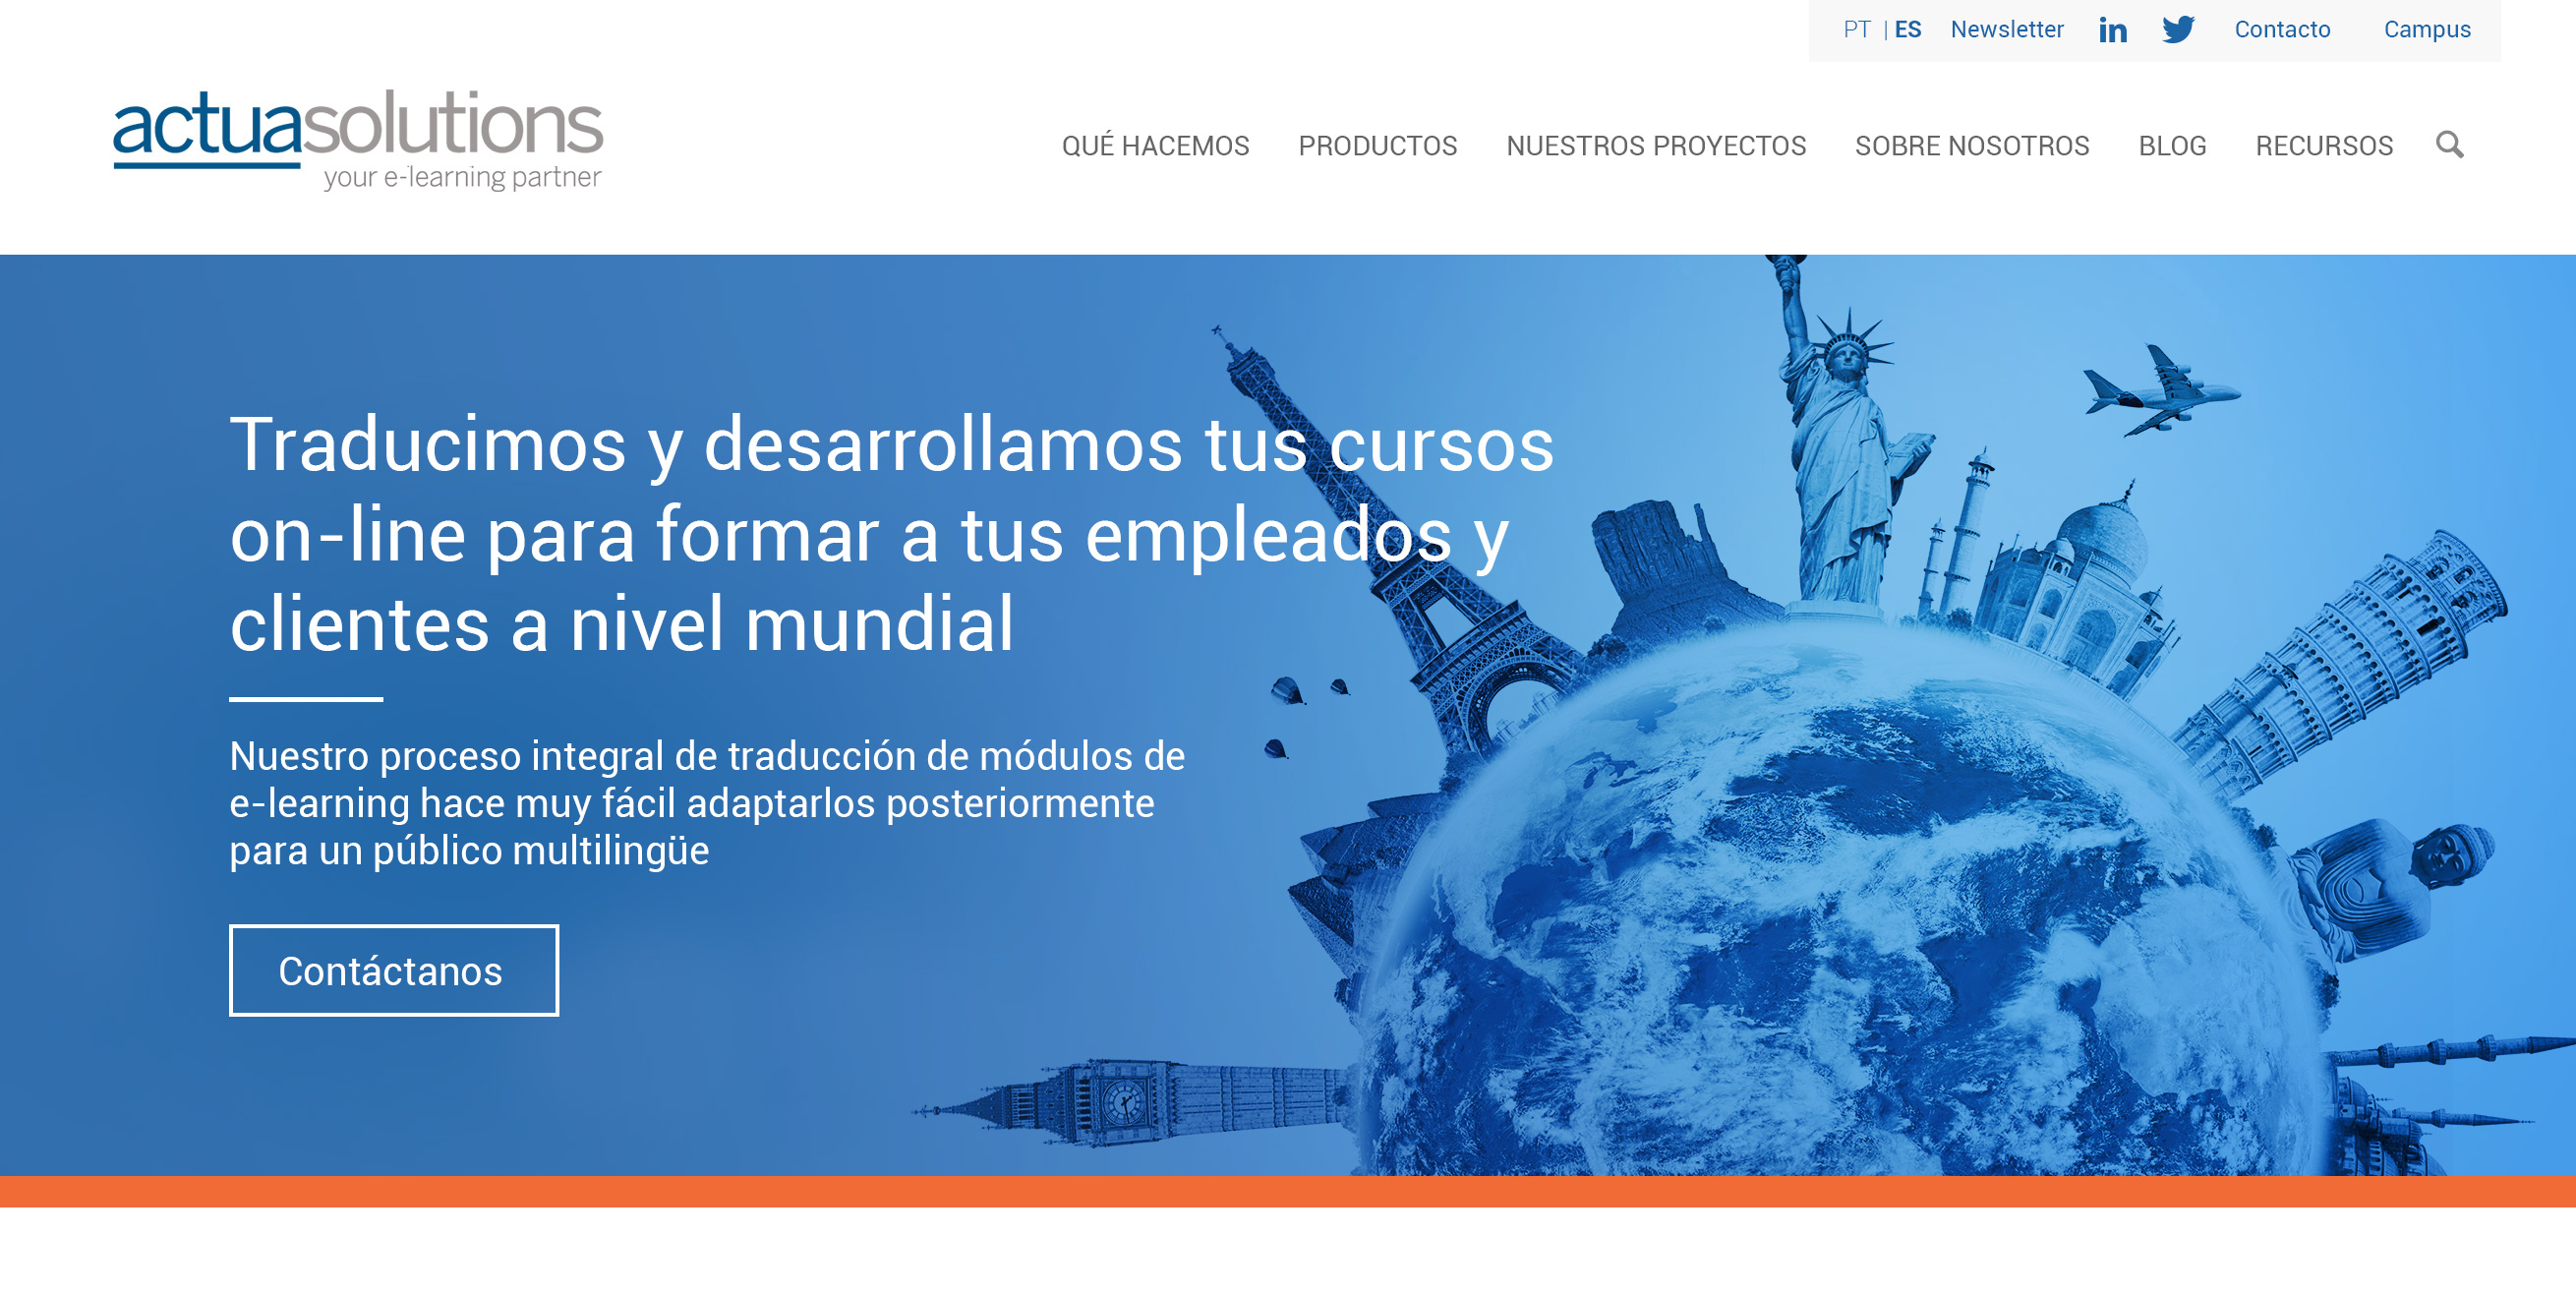 PT | ES Newsletter in Contacto Campus
actuasolutions
your e-learning partner
QUÉ HACEMOS PRODUCTOS NUESTROS PROYECTOS SOBRE NOSOTROS BLOG RECURSOS
Traducimos y desarrollamos tus cursos
on-line para formar a tus empleados y
clientes a nivel mundial
Nuestro proceso integral de traducción de módulos de
e-learning hace muy fácil adaptarlos posteriormente
para un público multilingüe
Contáctanos